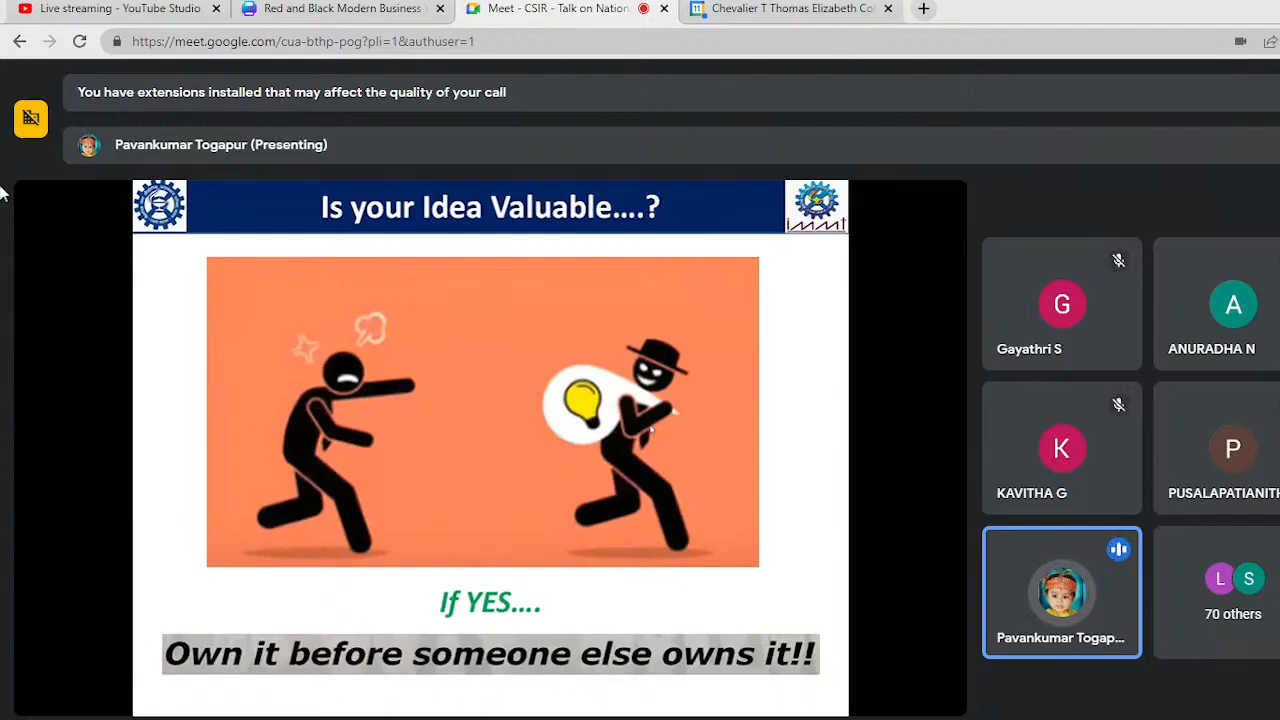 Live streaming - YouTube Studio
Red and Black Modern Business
Meet - CSIR - Talk on Nation
Chevalier T Thomas Elizabeth Col
https://meet.google.com/cua-bthp-pog?pli=1&authuser=1
You have extensions installed that may affect the quality of your call
Pavankumar Togapur (Presenting)
Is your Idea Valuable....?
immt
G
Gayathri S
A
ANURADHA N
K
KAVITHA G
P
PUSALAPATIANITH
If YES....
Own it before someone else owns it!!
Pavankumar Togap...
L S
70 others